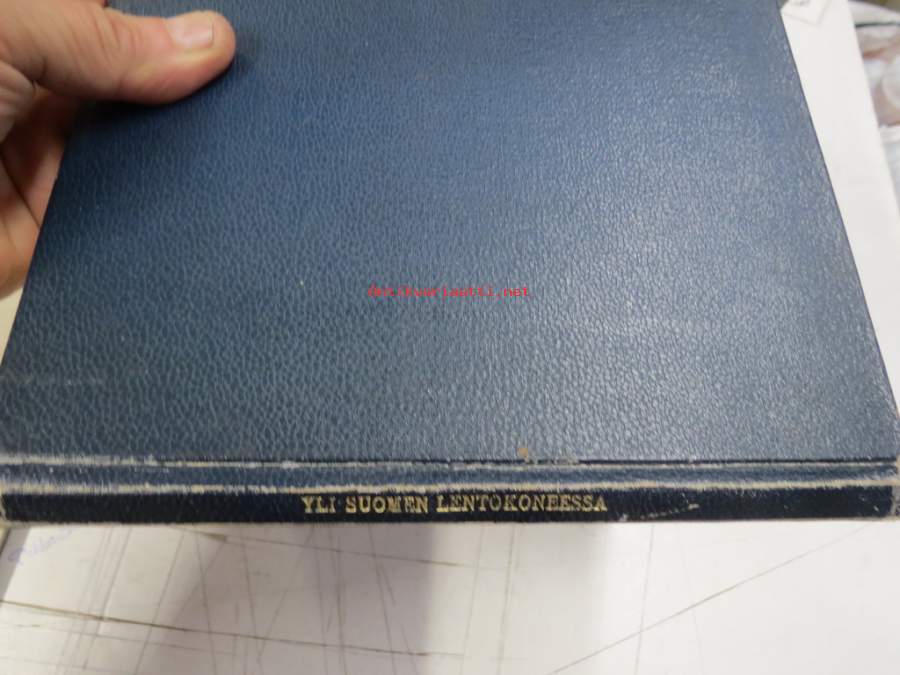 antikvariaatti.net
YLI SUOMEN LENTOKONEESSA